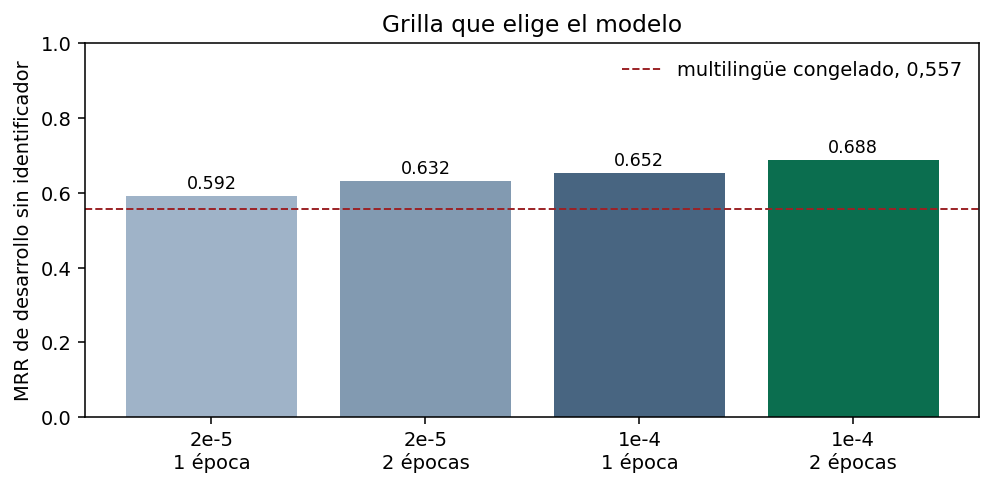 Grilla que elige el modelo
MRR de desarrollo sin identificador
1.0
0.8
0.6
0.4
0.2
0.0
multilingüe congelado, 0,557
0.592
0.632
0.652
0.688
2e-5
1 época
2e-5
2 épocas
1e-4
1 época
1e-4
2 épocas